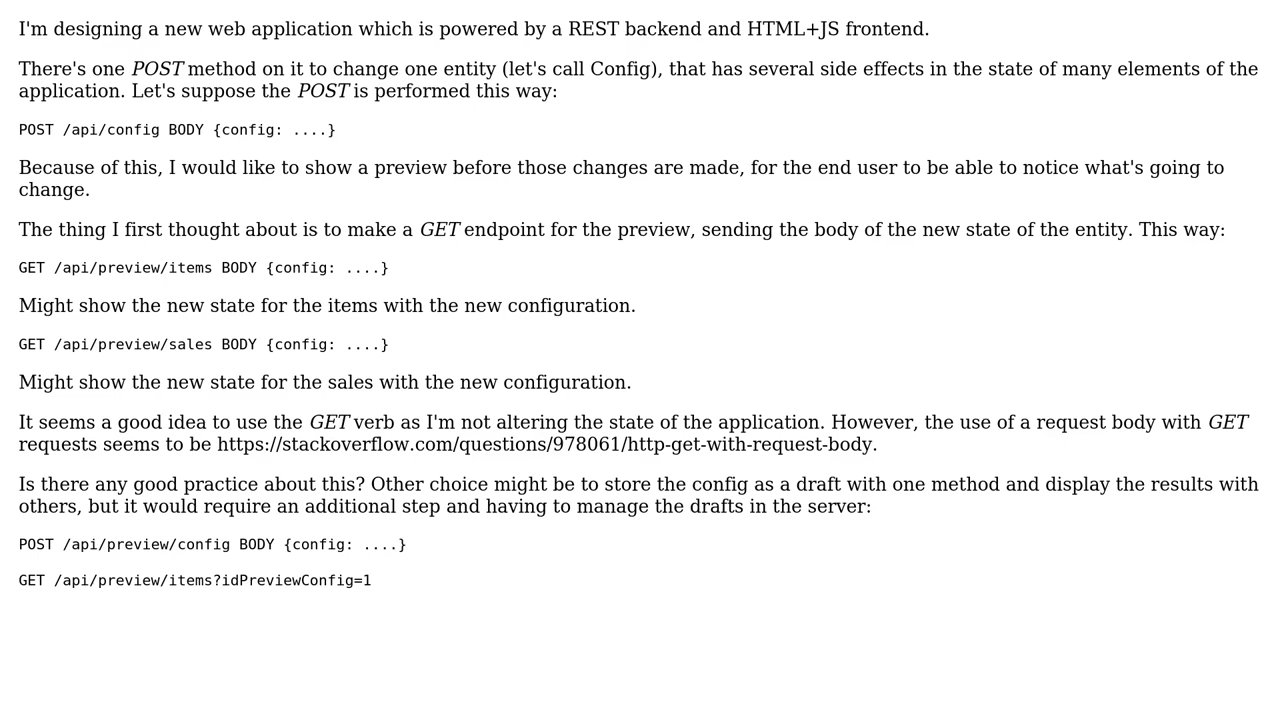 I'm designing a new web application which is powered by a REST backend and HTML+JS frontend.
There's one POST method on it to change one entity (let's call Config), that has several side effects in the state of many elements of the
application. Let's suppose the POST is performed this way:
POST /api/config BODY {config: ....}
Because of this, I would like to show a preview before those changes are made, for the end user to be able to notice what's going to
change.
The thing I first thought about is to make a GET endpoint for the preview, sending the body of the new state of the entity. This way:
GET /api/preview/items BODY {config: ....}
Might show the new state for the items with the new configuration.
GET /api/preview/sales BODY {config: ....}
Might show the new state for the sales with the new configuration.
It seems a good idea to use the GET verb as I'm not altering the state of the application. However, the use of a request body with GET
requests seems to be https://stackoverflow.com/questions/978061/http-get-with-request-body.
Is there any good practice about this? Other choice might be to store the config as a draft with one method and display the results with
others, but it would require an additional step and having to manage the drafts in the server:
POST /api/preview/config BODY {config: ....}
GET /api/preview/items?idPreviewConfig=1